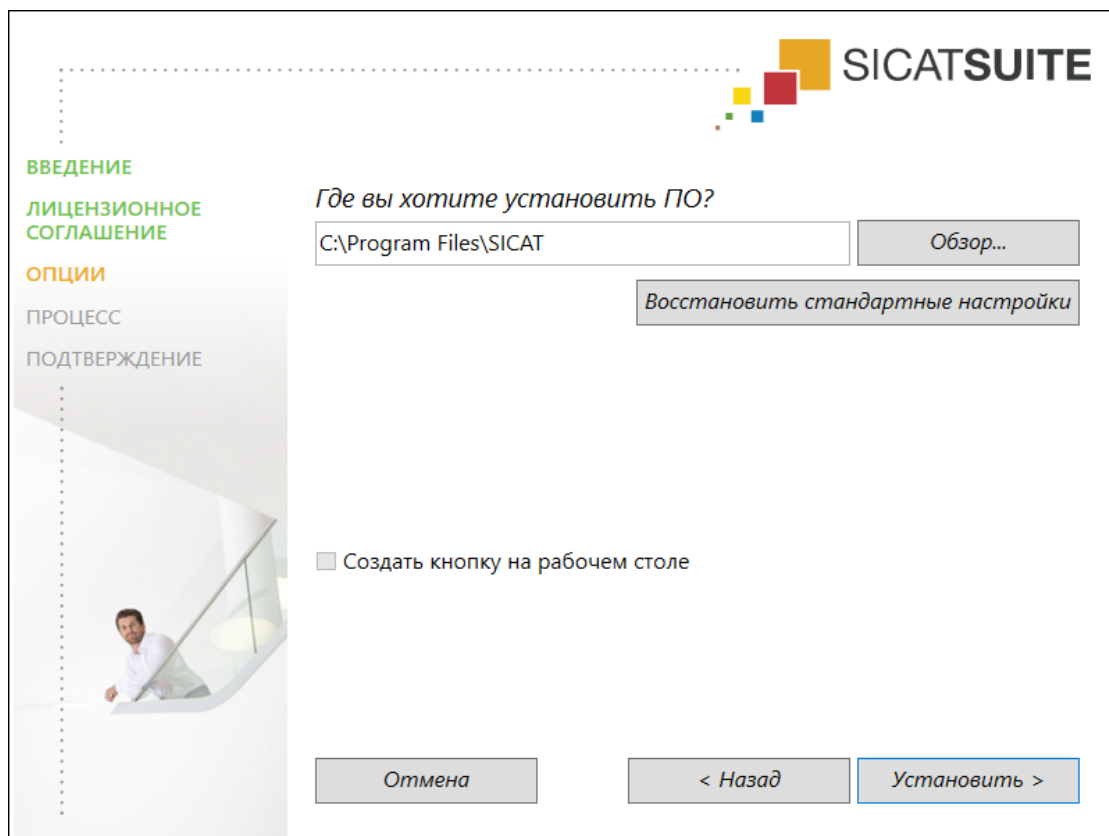 SICATSUITE
ВВЕДЕНИЕ
ЛИЦЕНЗИОННОЕ
СОГЛАШЕНИЕ
ОПЦИИ
ПРОЦЕСС
ПОДТВЕРЖДЕНИЕ
Где вы хотите установить ПО?
C:\Program Files\SICAT
Обзор...
Восстановить стандартные настройки
Создать кнопку на рабочем столе
Отмена
< Назад
Установить >